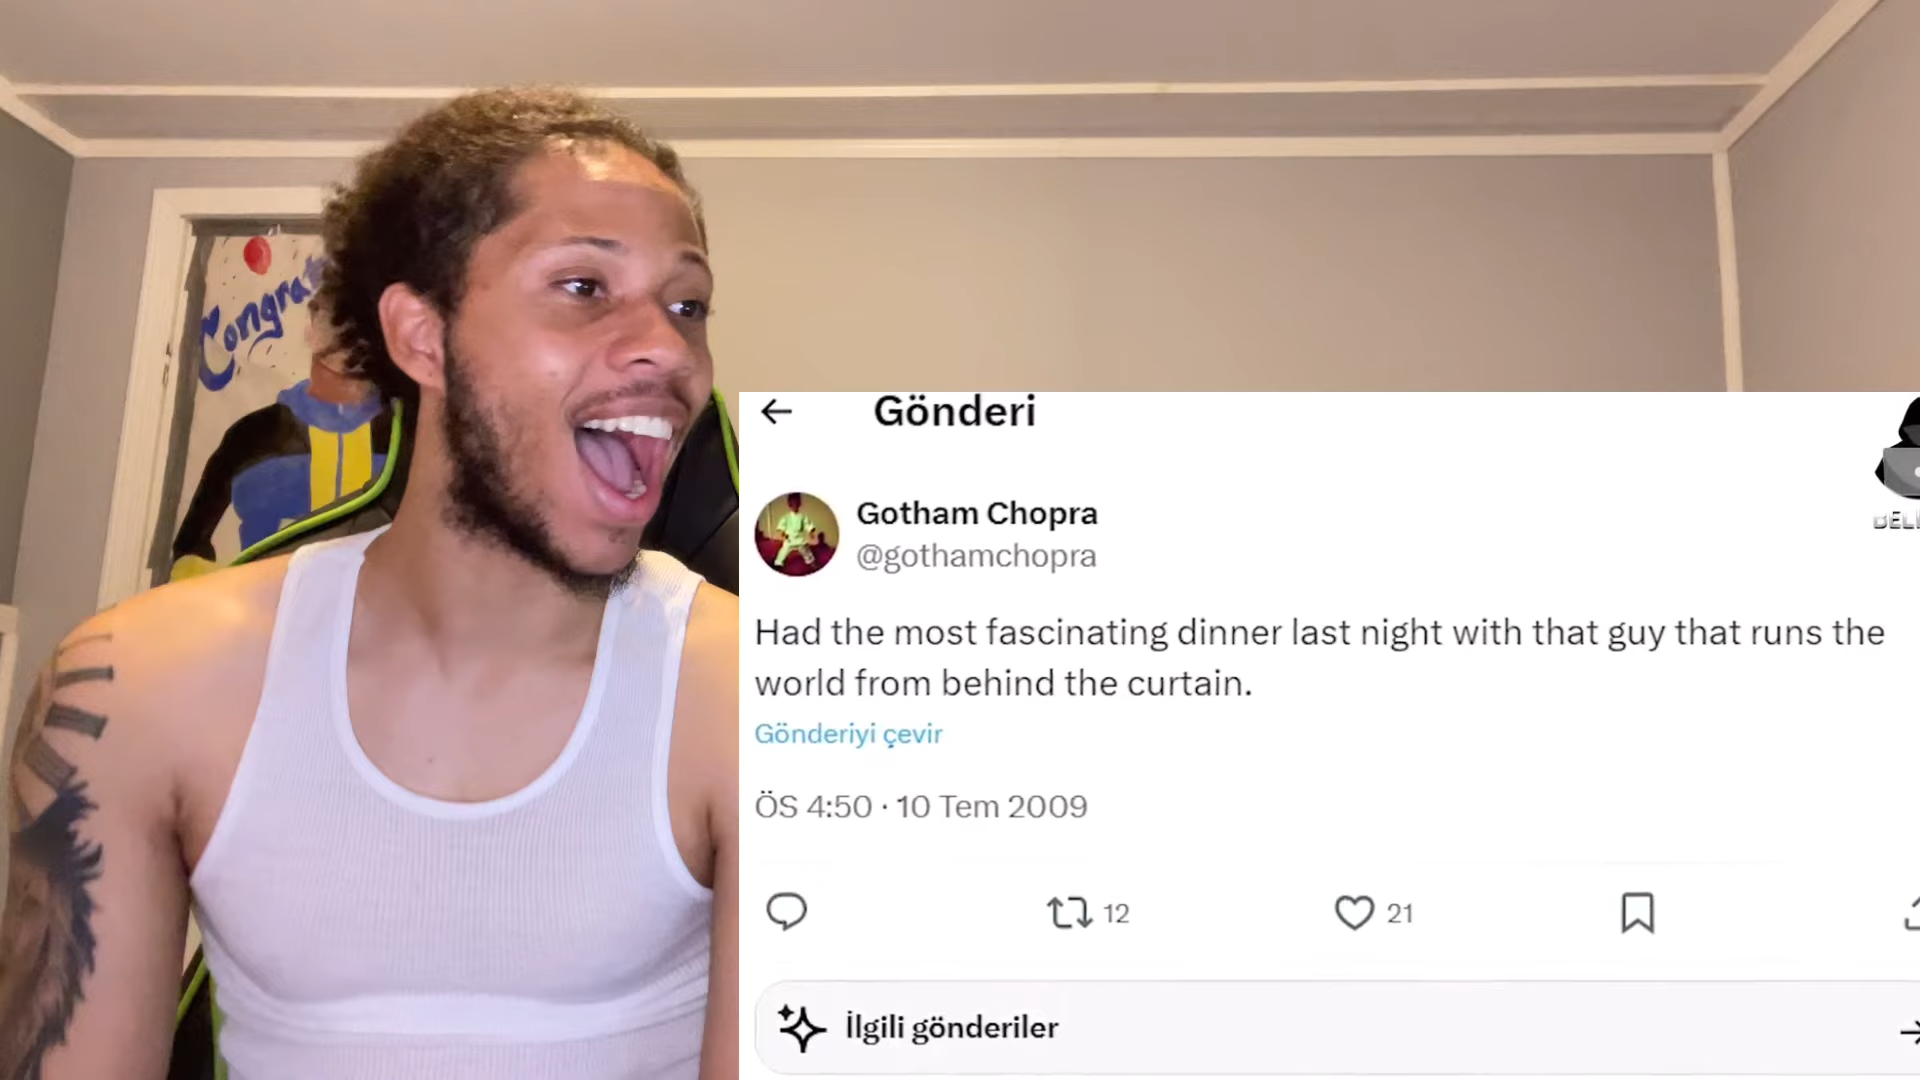 Congrat
Gönderi
Gotham Chopra
@gothamchopra
Had the most fascinating dinner last night with that guy that runs the
world from behind the curtain.
Gönderiyi çevir
ÖS 4:50 · 10 Tem 2009
12
21
İlgili gönderiler